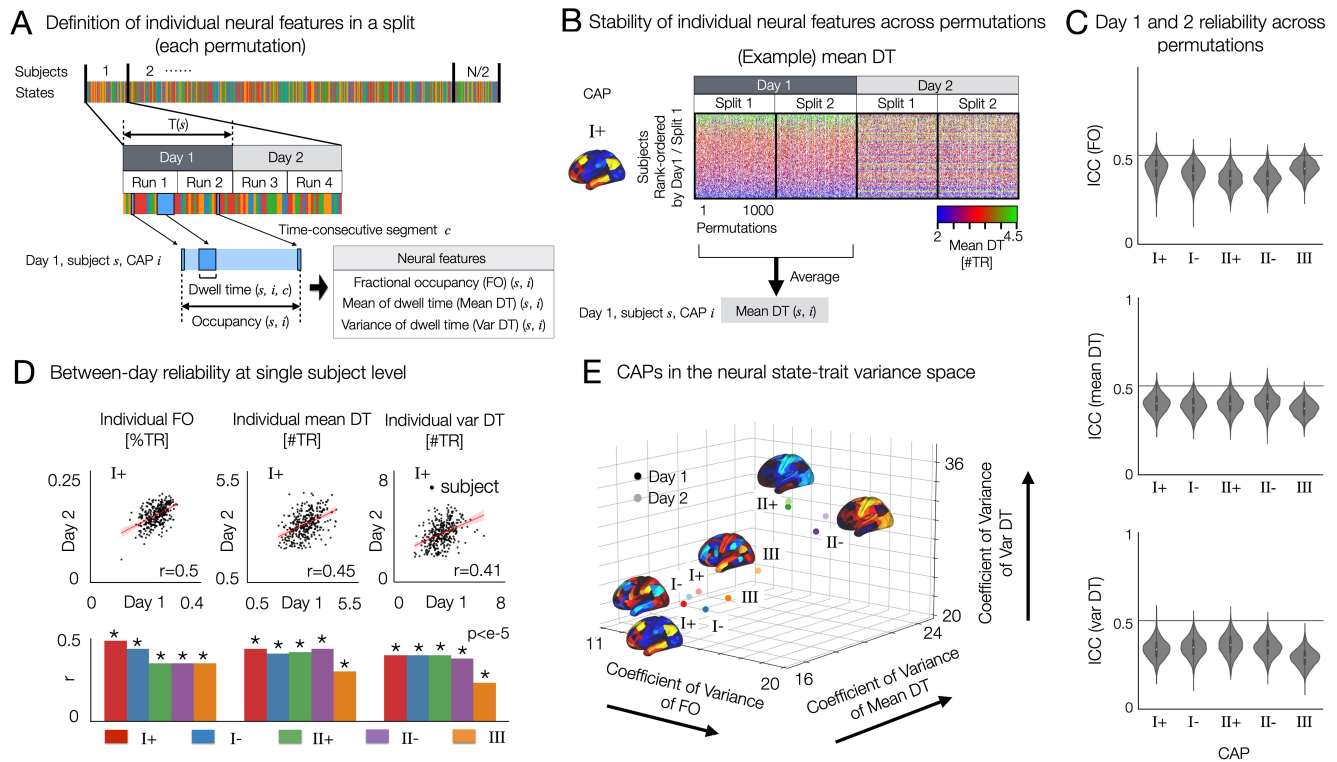 A Definition of individual neural features in a split
(each permutation)
Subjects 1 2 ...... N/2
States
T(s)
Day 1 Day 2
Run 1 Run 2 Run 3 Run 4
Time-consecutive segment c
Day 1, subject s, CAP i
Dwell time (s, i, c)
Occupancy (s, i)
Neural features
Fractional occupancy (FO) (s, i)
Mean of dwell time (Mean DT) (s, i)
Variance of dwell time (Var DT) (s, i)
B Stability of individual neural features across permutations
(Example) mean DT
CAP
I+
Day 1 Day 2
Split 1 Split 2 Split 1 Split 2
Subjects
Rank-ordered
by Day1 / Split 1
1 1000
Permutations
2 4.5
Mean DT
[#TR]
Average
Day 1, subject s, CAP i Mean DT (s, i)
C Day 1 and 2 reliability across
permutations
1
ICC (FO)
0.5
0
I+ I- II+ II- III
1
ICC (mean DT)
0.5
0
I+ I- II+ II- III
1
ICC (var DT)
0.5
0
I+ I- II+ II- III
CAP
D Between-day reliability at single subject level
Individual FO
[%TR]
I+
0.25
Day 2
0
r=0.5
0 Day 1 0.4
Individual mean DT
[#TR]
I+
5.5
Day 2
0.5
r=0.45
0.5 Day 1 5.5
Individual var DT
[#TR]
I+
8
subject
Day 2
0
r=0.41
0 Day 1 8
p<e-5
0.5
r
0
* * * * *
* * * * *
* * * * *
I+ I- II+ II- III
E CAPs in the neural state-trait variance space
Day 1
Day 2
II+
II-
III
I-
I+
III
I+
I-
36
20
Coefficient of Variance
of Var DT
11
20
Coefficient of Variance
of FO
16
24
Coefficient of Variance
of Mean DT